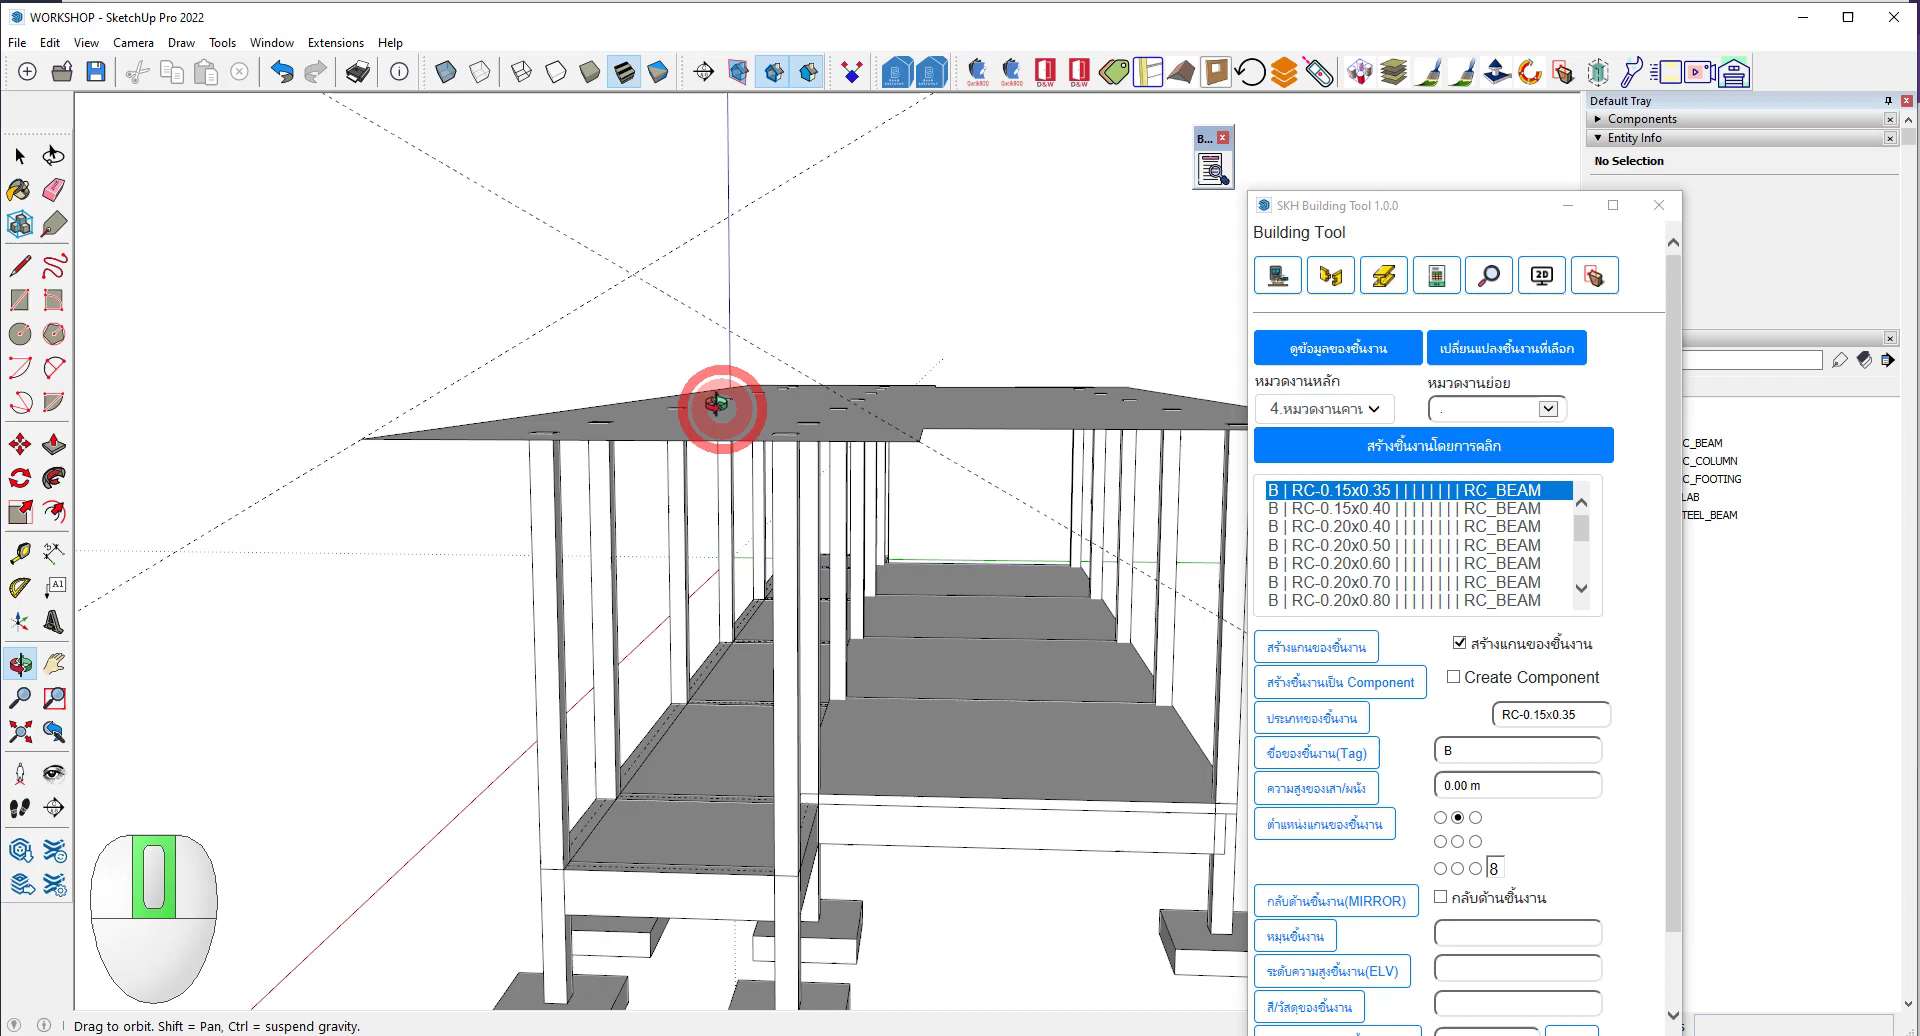 WORKSHOP - SketchUp Pro 2022
File Edit View Camera Draw Tools Window Extensions Help
Default Tray
Components
Entity Info
No Selection
B...
SKH Building Tool 1.0.0
Building Tool
2D
ดูข้อมูลของชิ้นงาน เปลี่ยนแปลงชิ้นงานที่เลือก
หมวดงานหลัก หมวดงานย่อย
4.หมวดงานคาน .
สร้างชิ้นงานโดยการคลิก
B | RC-0.15x0.35 | | | | | | | | RC_BEAM
B | RC-0.15x0.40 | | | | | | | | RC_BEAM
B | RC-0.20x0.40 | | | | | | | | RC_BEAM
B | RC-0.20x0.50 | | | | | | | | RC_BEAM
B | RC-0.20x0.60 | | | | | | | | RC_BEAM
B | RC-0.20x0.70 | | | | | | | | RC_BEAM
B | RC-0.20x0.80 | | | | | | | | RC_BEAM
C_BEAM
C_COLUMN
C_FOOTING
LAB
TEEL_BEAM
สร้างแกนของชิ้นงาน สร้างแกนของชิ้นงาน
สร้างชิ้นงานเป็น Component Create Component
ประเภทของชิ้นงาน RC-0.15x0.35
ชื่อของชิ้นงาน(Tag) B
ความสูงของเสา/ผนัง 0.00 m
ตำแหน่งแกนของชิ้นงาน
8
กลับด้านชิ้นงาน(MIRROR) กลับด้านชิ้นงาน
หมุนชิ้นงาน
ระดับความสูงชิ้นงาน(ELV)
สี/วัสดุของชิ้นงาน
Drag to orbit. Shift = Pan, Ctrl = suspend gravity.